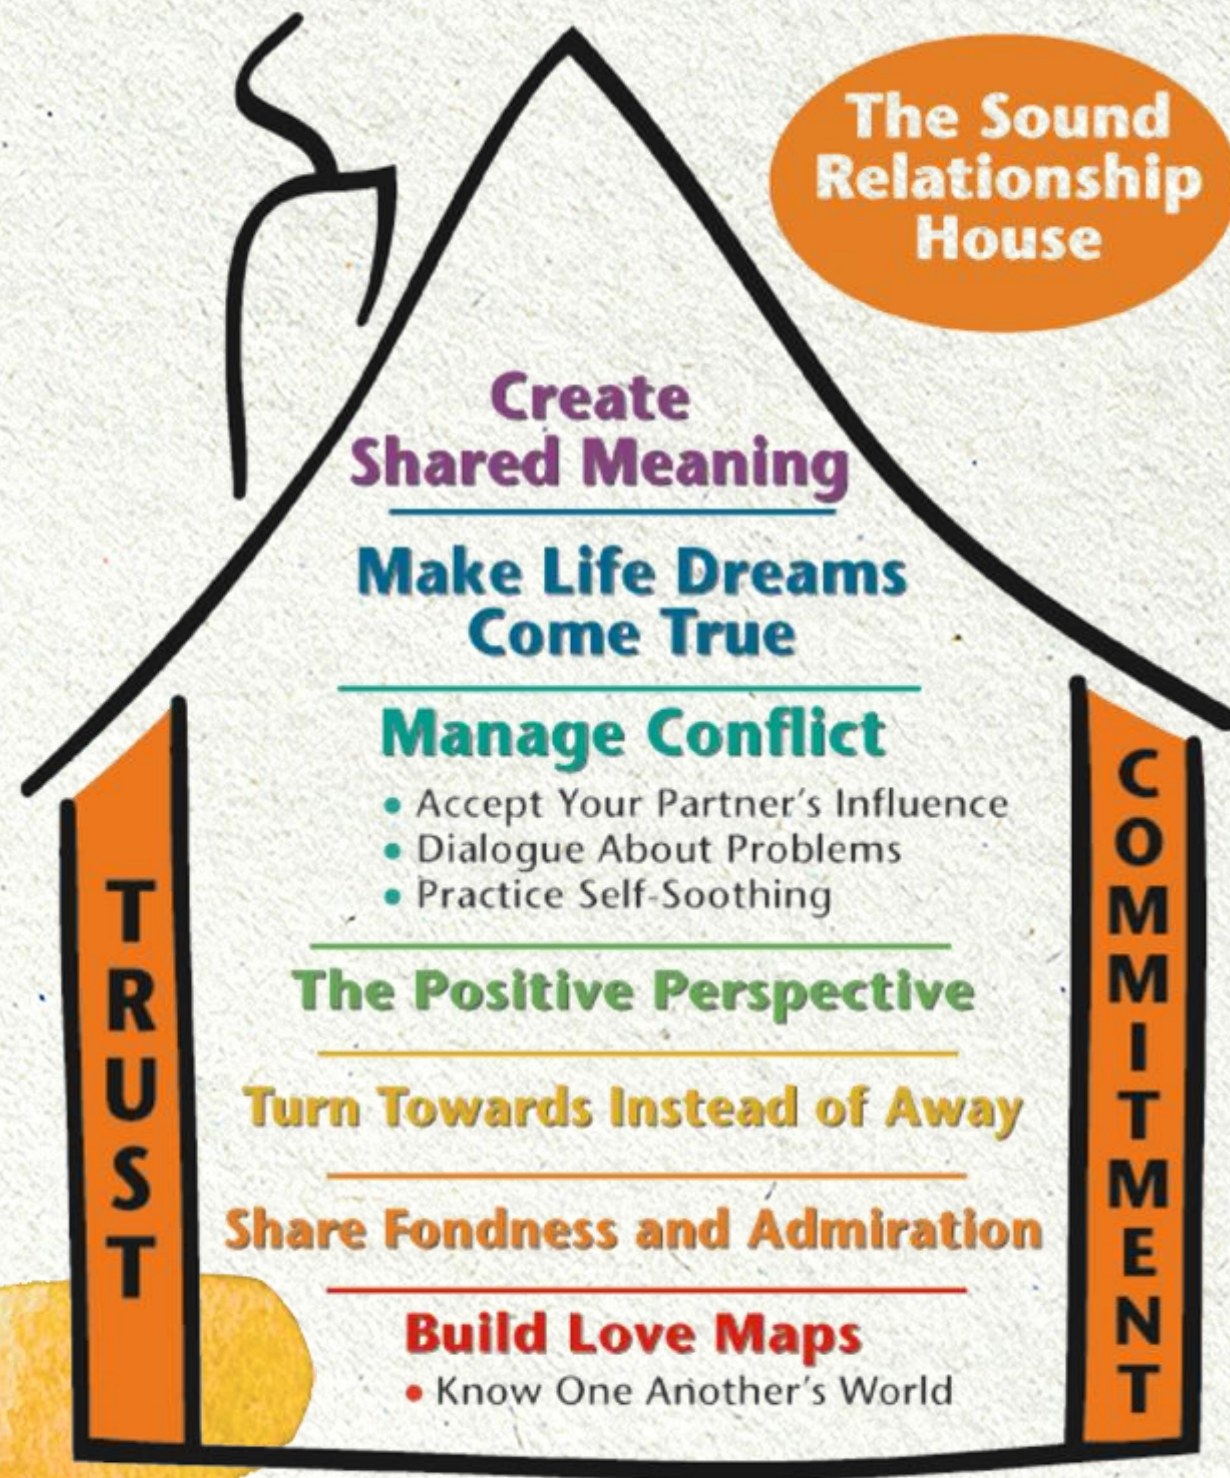 The Sound
Relationship
House
Create
Shared Meaning
Make Life Dreams
Come True
Manage Conflict
• Accept Your Partner's Influence
• Dialogue About Problems
• Practice Self-Soothing
The Positive Perspective
Turn Towards Instead of Away
Share Fondness and Admiration
Build Love Maps
• Know One Another's World
TRUST
COMMITMENT